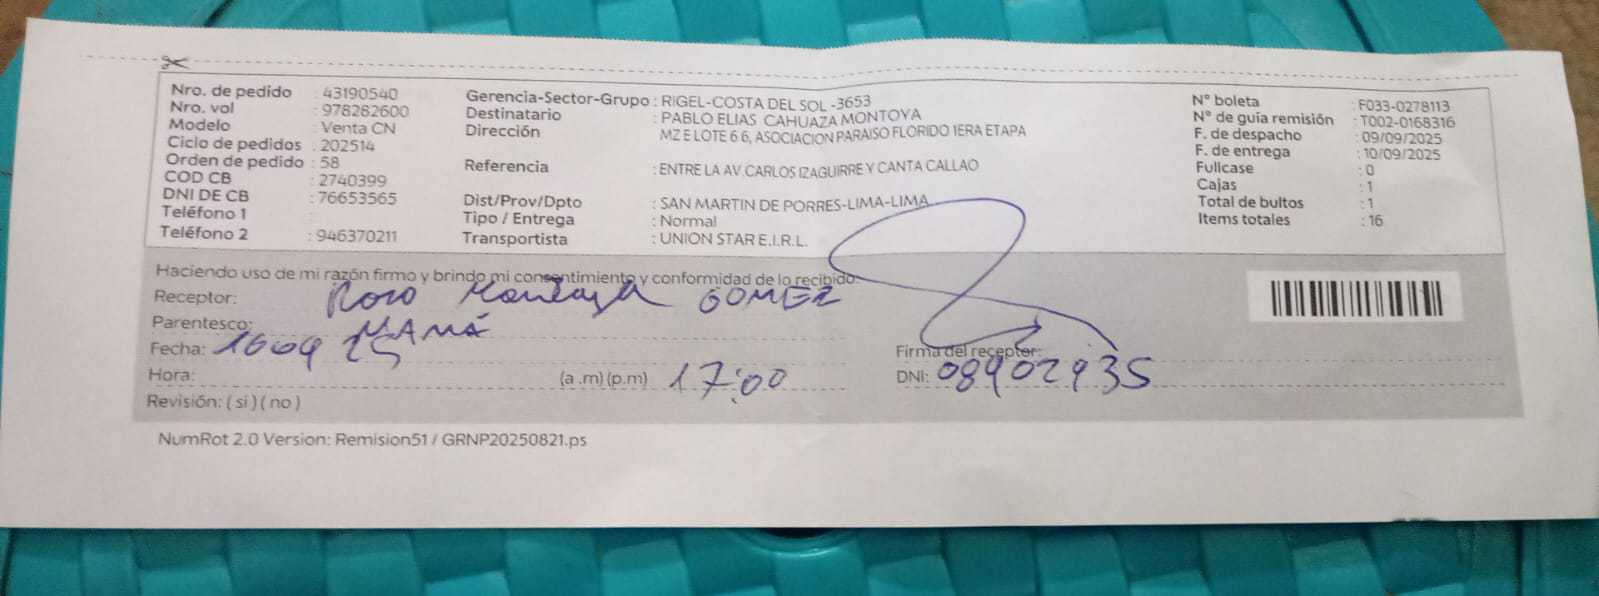 Nro. de pedido : 43190540
Nro. vol : 978282600
Modelo : Venta CN
Ciclo de pedidos : 202514
Orden de pedido : 58
COD CB : 2740399
DNI DE CB : 76653565
Teléfono 1 :
Teléfono 2 : 946370211
Gerencia-Sector-Grupo : RIGEL-COSTA DEL SOL -3653
Destinatario : PABLO ELIAS CAHUAZA MONTOYA
Dirección MZ E LOTE 6 6, ASOCIACION PARAISO FLORIDO 1ERA ETAPA
Referencia : ENTRE LA AV. CARLOS IZAGUIRRE Y CANTA CALLAO
Dist/Prov/Dpto : SAN MARTIN DE PORRES-LIMA-LIMA
Tipo / Entrega : Normal
Transportista : UNION STAR E.I.R.L.
N° boleta : F033-0278113
N° de guía remisión : T002-0168316
F. de despacho : 09/09/2025
F. de entrega : 10/09/2025
Fullcase : 0
Cajas : 1
Total de bultos : 1
Items totales : 16
Haciendo uso de mi razón firmo y brindo mi consentimiento y conformidad de lo recibido:
Receptor: GOMEZ
Parentesco: MAMÁ
Fecha:
Firma del receptor:
Hora: (a .m) (p.m) 17:00
DNI: 08902935
Revisión: ( si ) ( no )
NumRot 2.0 Version: Remision51 / GRNP20250821.ps